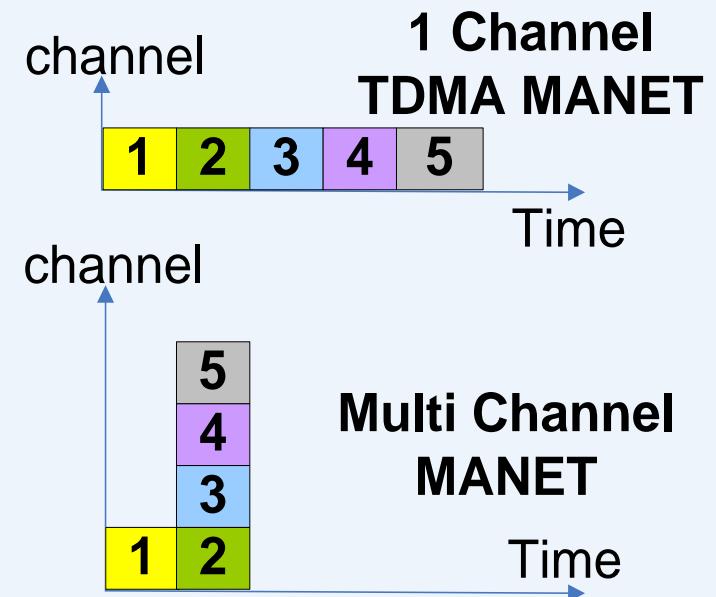 1 Channel
TDMA MANET
channel
1 2 3 4 5
Time
channel
5
4
3
1 2
Multi Channel
MANET
Time